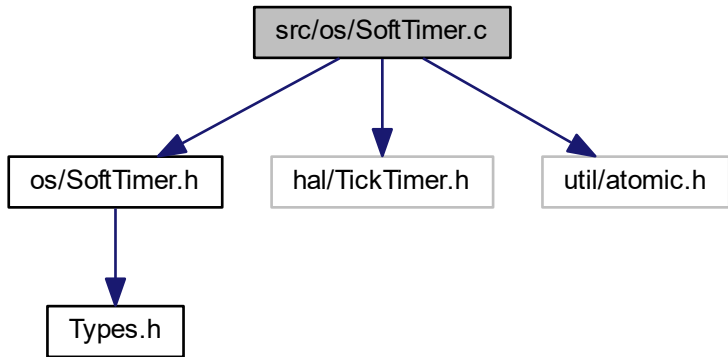 src/os/SoftTimer.c
os/SoftTimer.h
hal/TickTimer.h
util/atomic.h
Types.h